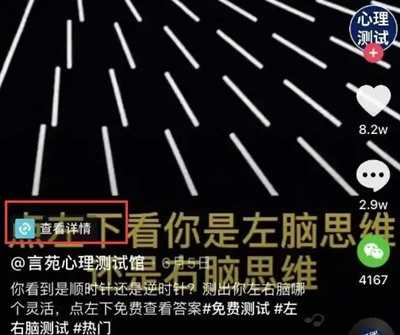 心理
测试
8.2w
点左下看你是左脑思维
查看详情
2.9w
@言苑心理测试馆 6月5日
是右脑思维
4167
你看到是顺时针还是逆时针？测出你左右脑哪
个灵活，点左下免费查看答案#免费测试 #左
右脑测试 #热门